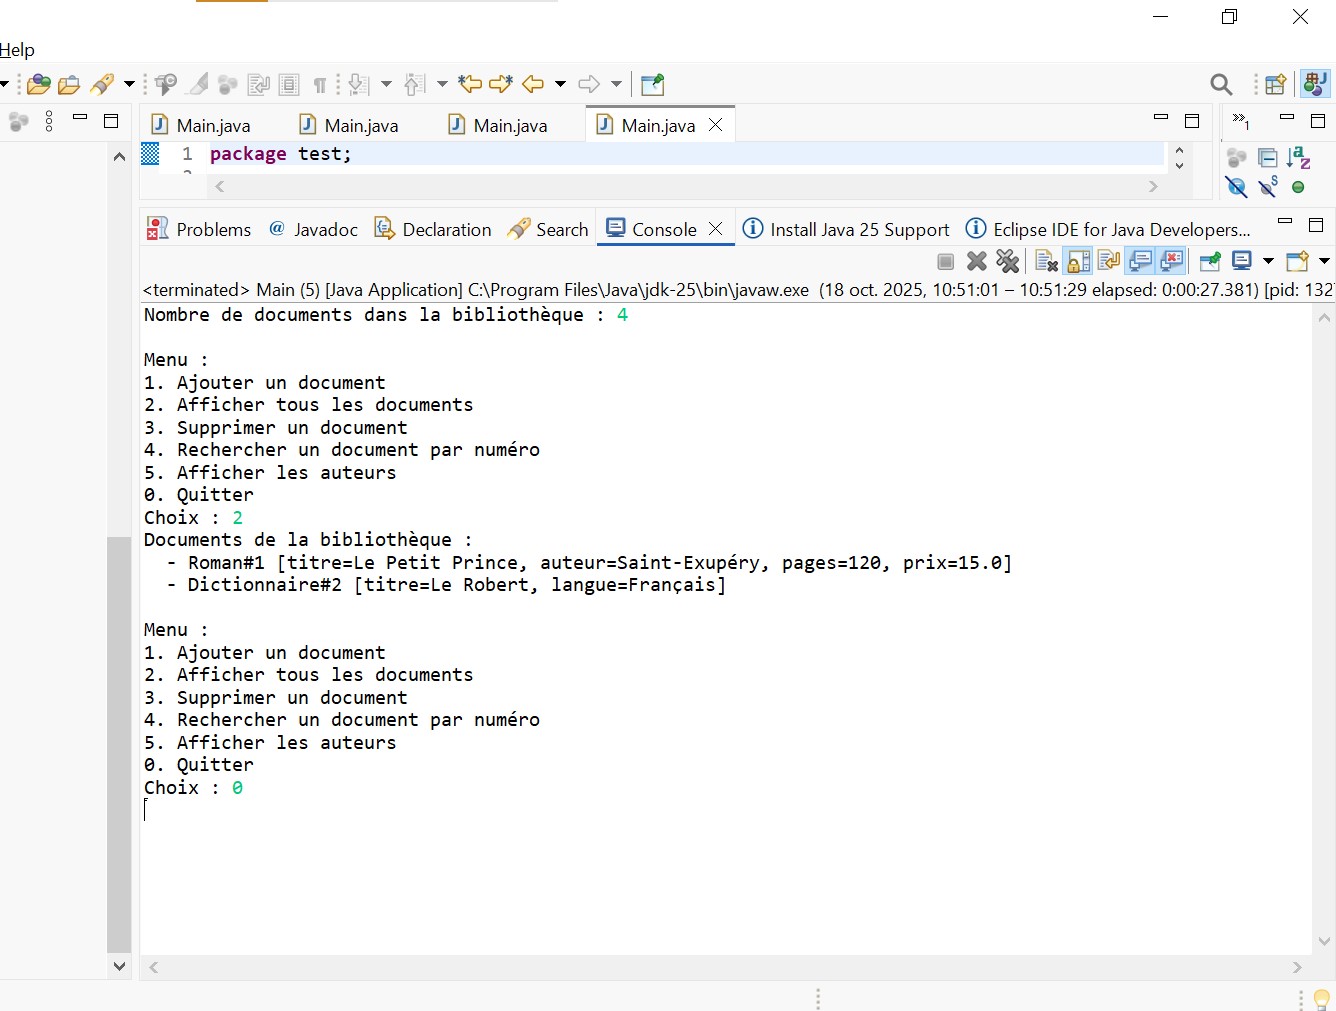 Help
Main.java Main.java Main.java Main.java
»1
1 package test;
Problems @ Javadoc Declaration Search Console Install Java 25 Support Eclipse IDE for Java Developers...
<terminated> Main (5) [Java Application] C:\Program Files\Java\jdk-25\bin\javaw.exe (18 oct. 2025, 10:51:01 – 10:51:29 elapsed: 0:00:27.381) [pid: 132
Nombre de documents dans la bibliothèque : 4
Menu :
1. Ajouter un document
2. Afficher tous les documents
3. Supprimer un document
4. Rechercher un document par numéro
5. Afficher les auteurs
0. Quitter
Choix : 2
Documents de la bibliothèque :
- Roman#1 [titre=Le Petit Prince, auteur=Saint-Exupéry, pages=120, prix=15.0]
- Dictionnaire#2 [titre=Le Robert, langue=Français]
Menu :
1. Ajouter un document
2. Afficher tous les documents
3. Supprimer un document
4. Rechercher un document par numéro
5. Afficher les auteurs
0. Quitter
Choix : 0